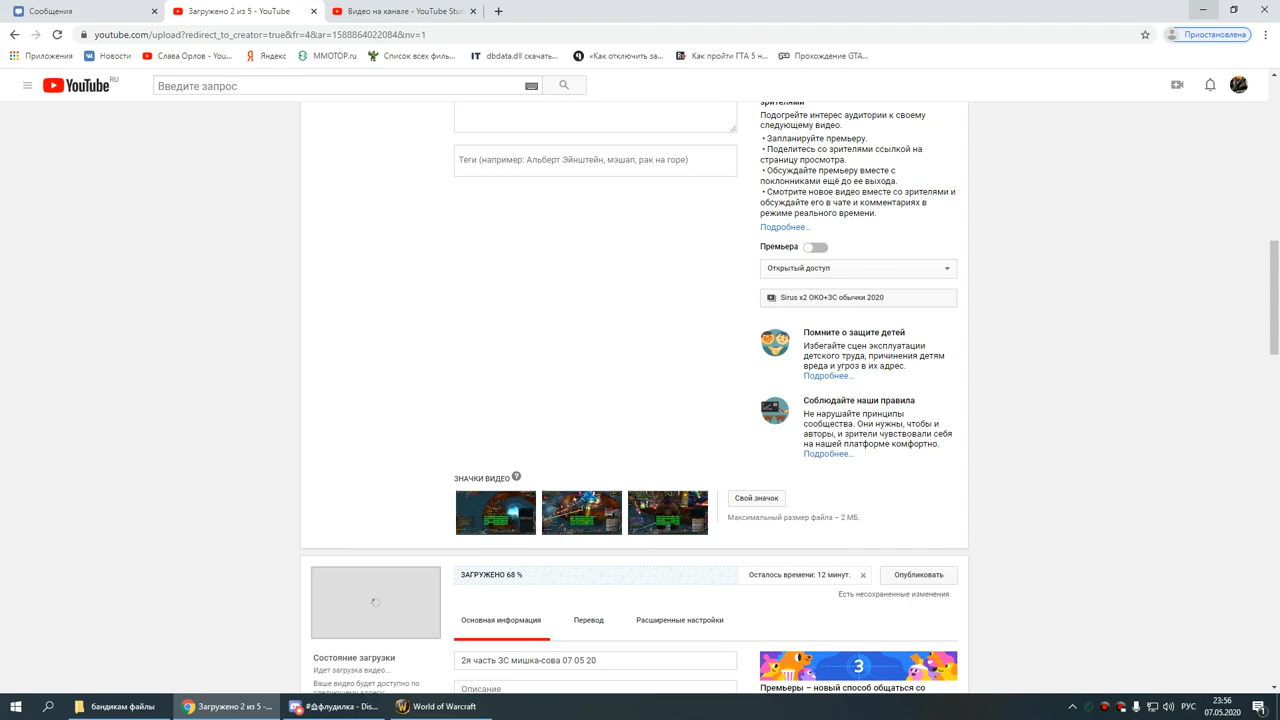 Сообщения
Загружено 2 из 5 - YouTube
Видео на канале - YouTube Stu
youtube.com/upload?redirect_to_creator=true&fr=4&ar=1588864022084&nv=1
Приостановлена
Приложения
Новости
Слава Орлов - You...
Яндекс
MMOTOP.ru
Список всех фильм...
dbdata.dll скачать...
«Как отключить за...
Как пройти ГТА 5 н...
Прохождение GTA...
YouTube RU
Введите запрос
зрителями
Подогрейте интерес аудитории к своему
следующему видео.
• Запланируйте премьеру.
• Поделитесь со зрителями ссылкой на
страницу просмотра.
• Обсуждайте премьеру вместе с
поклонниками ещё до ее выхода.
• Смотрите новое видео вместе со зрителями и
обсуждайте его в чате и комментариях в
режиме реального времени.
Подробнее…
Теги (например: Альберт Эйнштейн, мэшап, рак на горе)
Премьера
Открытый доступ
Sirus x2 ОКО+ЗС обычки 2020
Помните о защите детей
Избегайте сцен эксплуатации
детского труда, причинения детям
вреда и угроз в их адрес.
Подробнее…
Соблюдайте наши правила
Не нарушайте принципы
сообщества. Они нужны, чтобы и
авторы, и зрители чувствовали себя
на нашей платформе комфортно.
Подробнее…
ЗНАЧКИ ВИДЕО ?
Свой значок
Максимальный размер файла – 2 МБ.
ЗАГРУЖЕНО 68 %
Осталось времени: 12 минут.
Опубликовать
Есть несохраненные изменения.
Основная информация
Перевод
Расширенные настройки
2я часть ЗС мишка-сова 07 05 20
Описание
3
Премьеры – новый способ общаться со
Состояние загрузки
Идет загрузка видео...
Ваше видео будет доступно по
следующему адресу:
бандикам файлы
Загружено 2 из 5 -...
#Дфлудилка - Dis...
World of Warcraft
РУС
23:56
07.05.2020
1